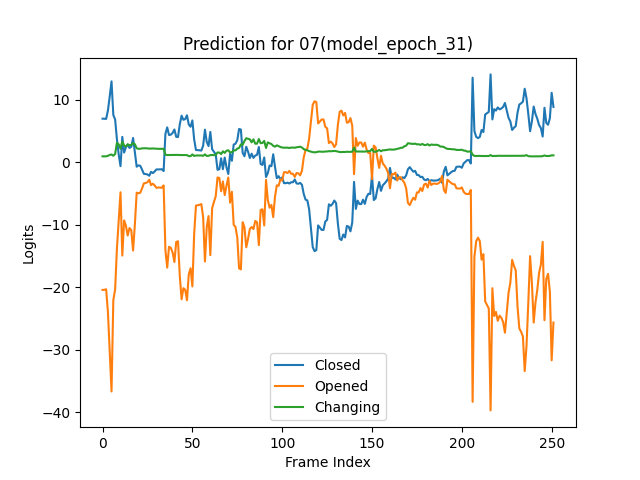 Prediction for 07(model_epoch_31)
10
0
−10
−20
−30
−40
Logits
Closed
Opened
Changing
0 50 100 150 200 250
Frame Index